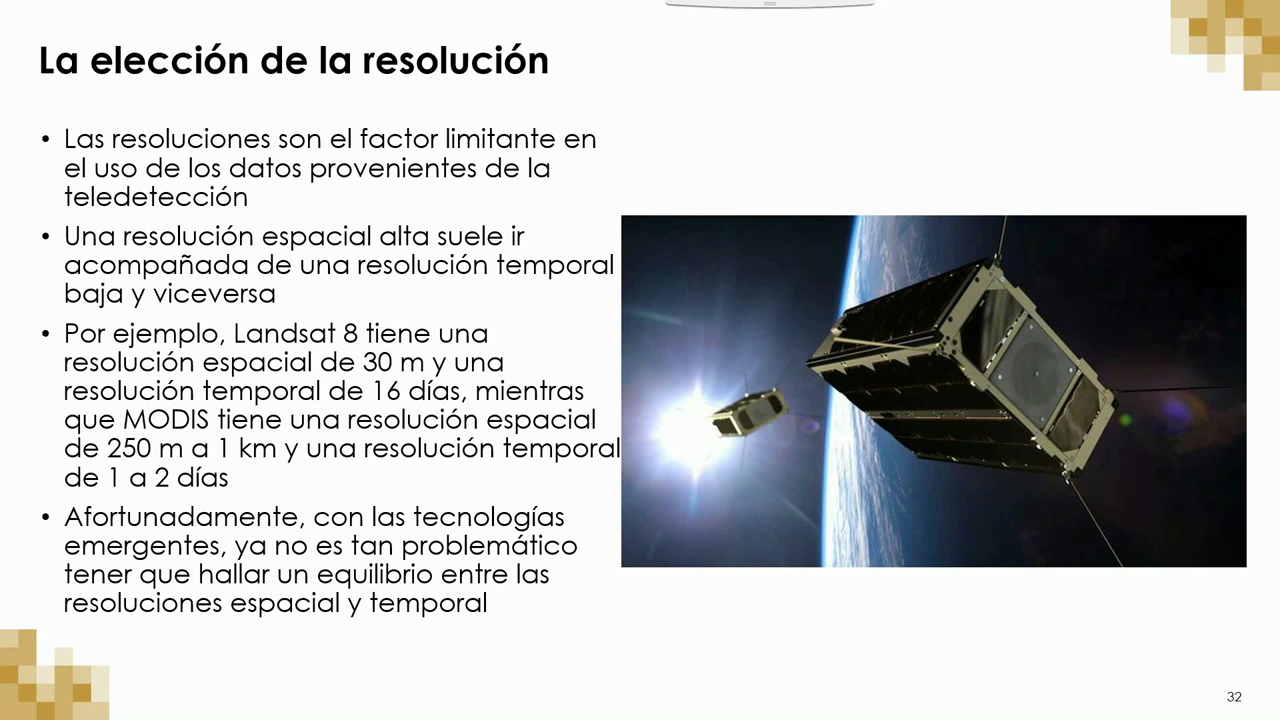 La elección de la resolución
• Las resoluciones son el factor limitante en
el uso de los datos provenientes de la
teledetección
• Una resolución espacial alta suele ir
acompañada de una resolución temporal
baja y viceversa
• Por ejemplo, Landsat 8 tiene una
resolución espacial de 30 m y una
resolución temporal de 16 días, mientras
que MODIS tiene una resolución espacial
de 250 m a 1 km y una resolución temporal
de 1 a 2 días
• Afortunadamente, con las tecnologías
emergentes, ya no es tan problemático
tener que hallar un equilibrio entre las
resoluciones espacial y temporal
32